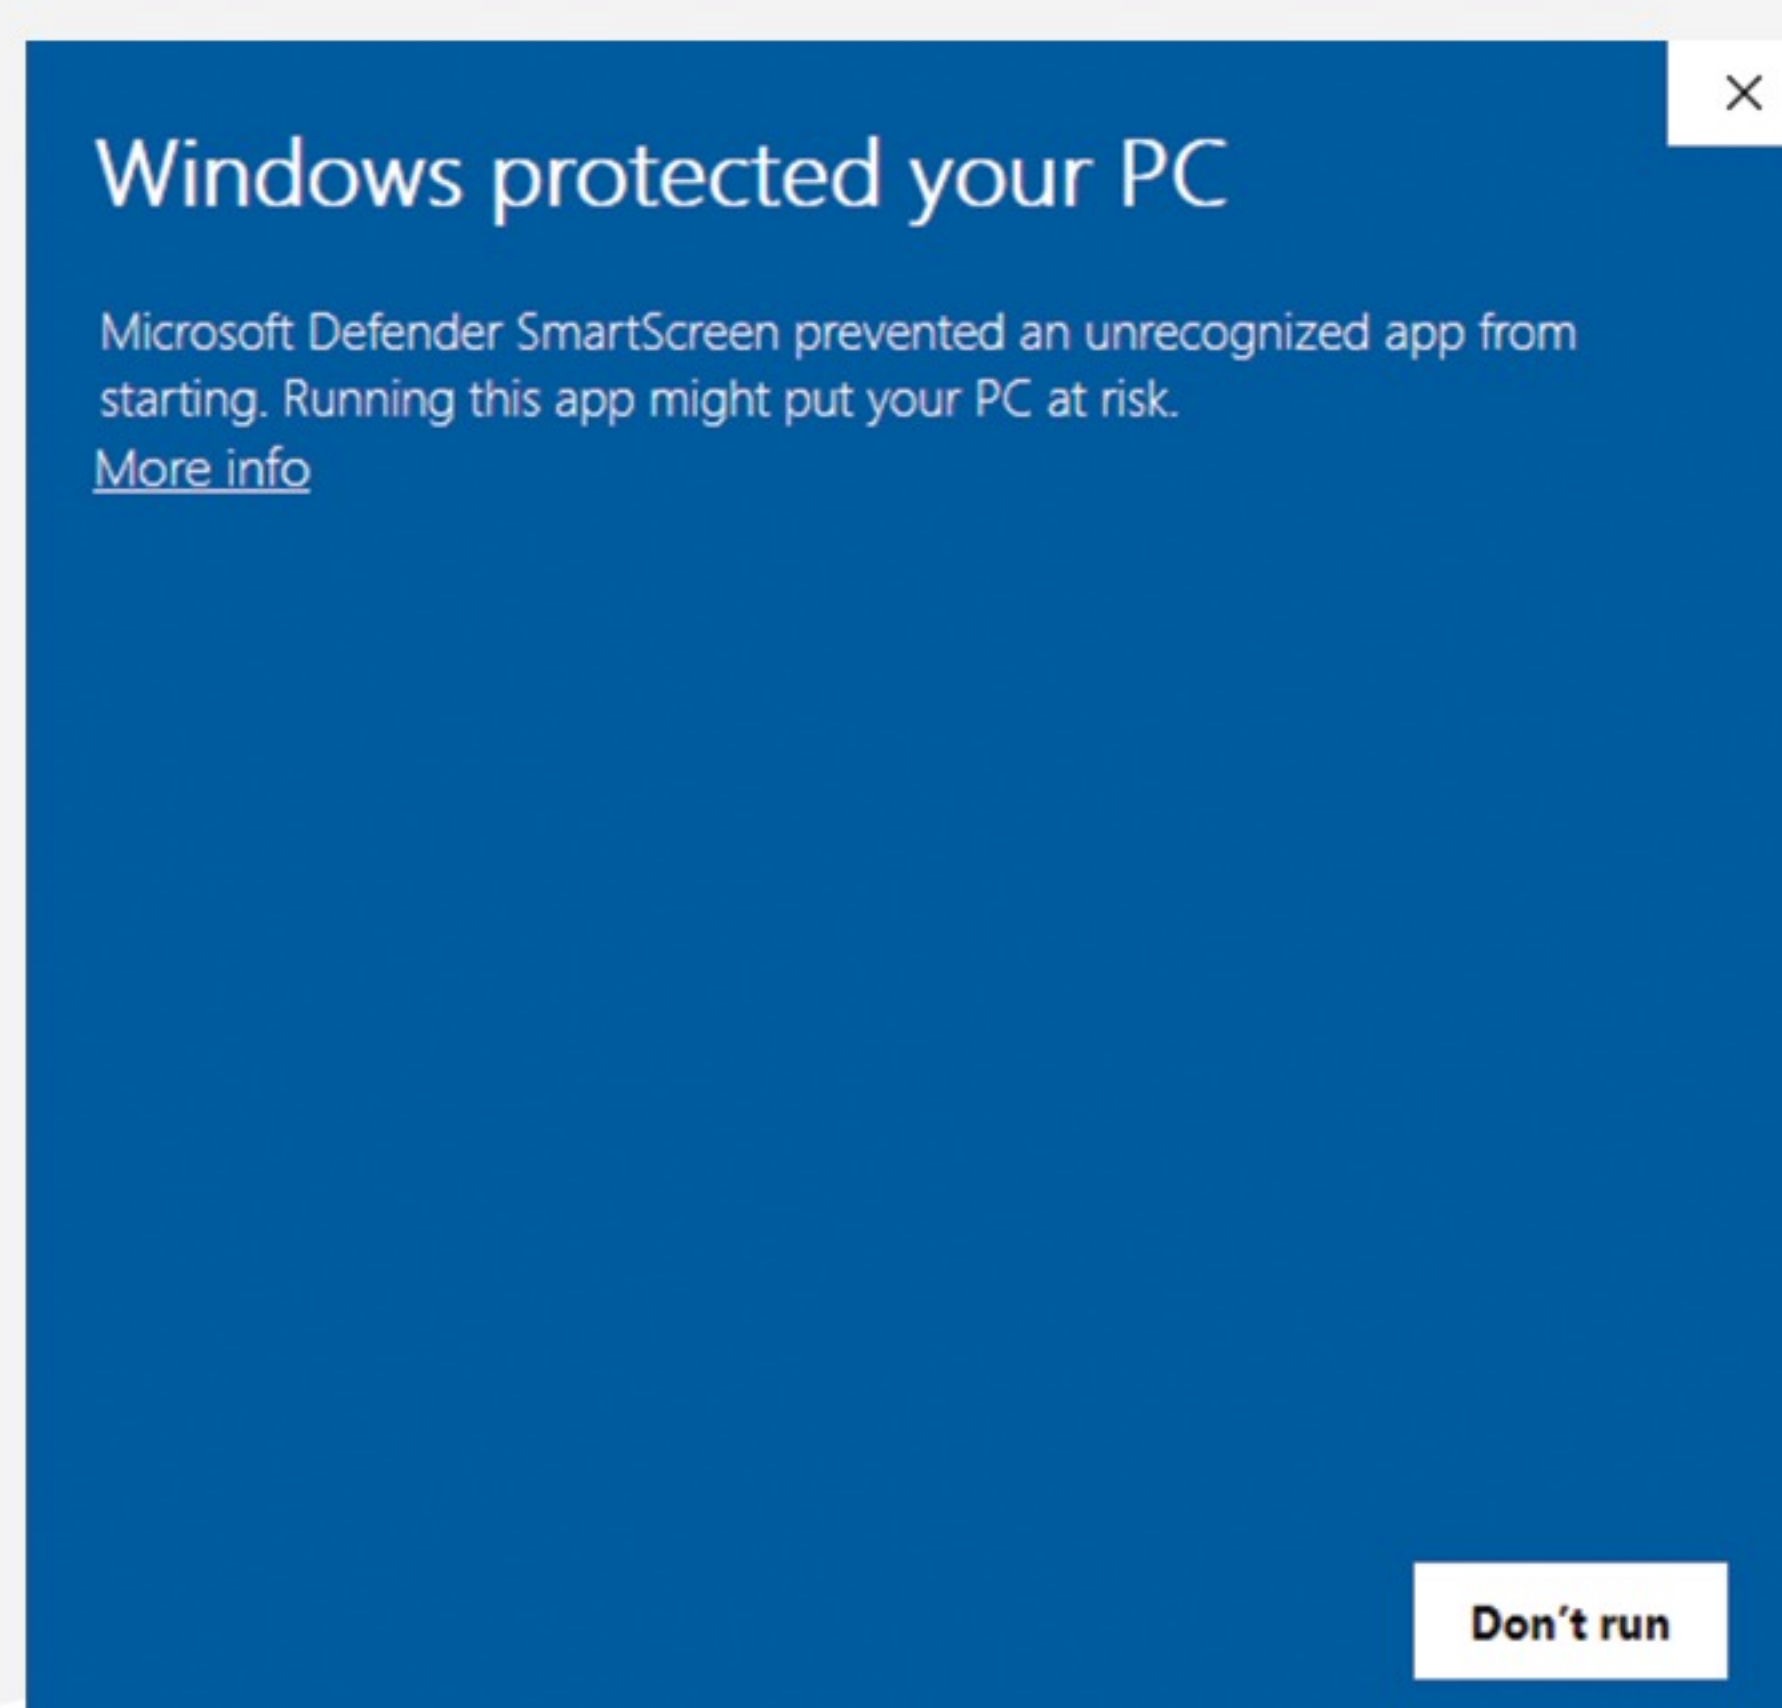 Windows protected your PC
Microsoft Defender SmartScreen prevented an unrecognized app from
starting. Running this app might put your PC at risk.
More info
Don't run